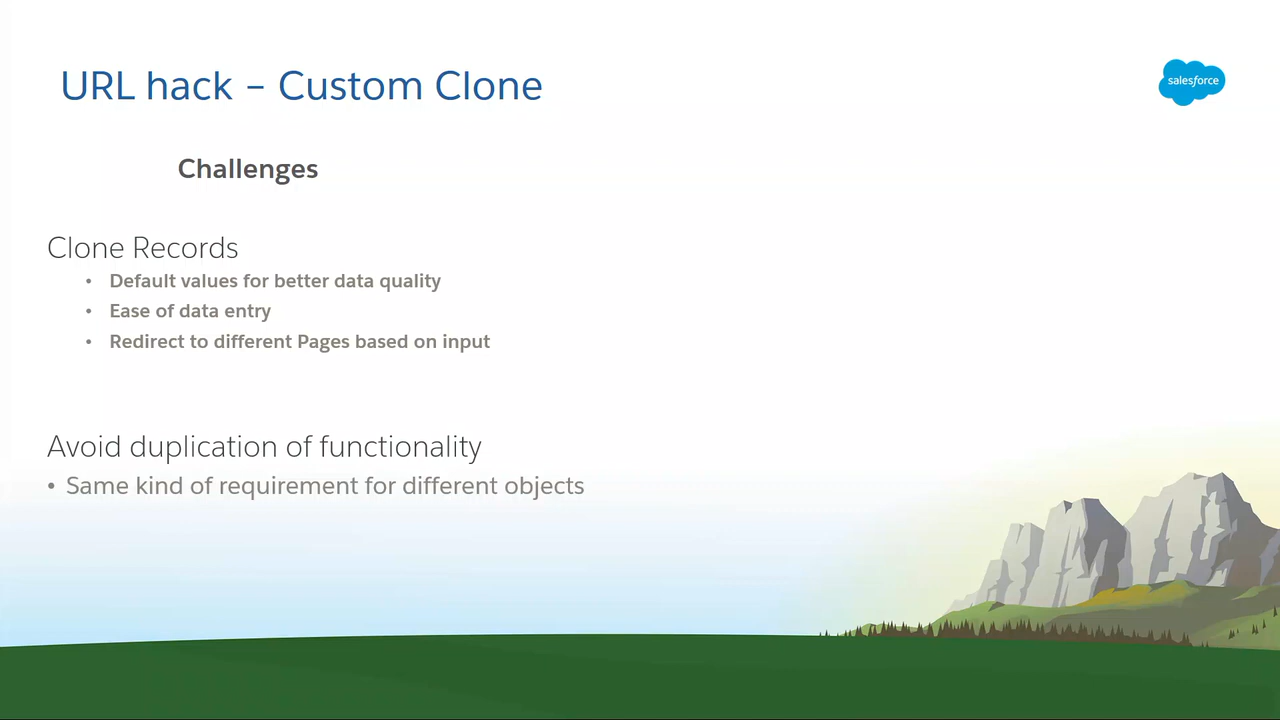 URL hack – Custom Clone
salesforce
Challenges
Clone Records
• Default values for better data quality
• Ease of data entry
• Redirect to different Pages based on input
Avoid duplication of functionality
• Same kind of requirement for different objects